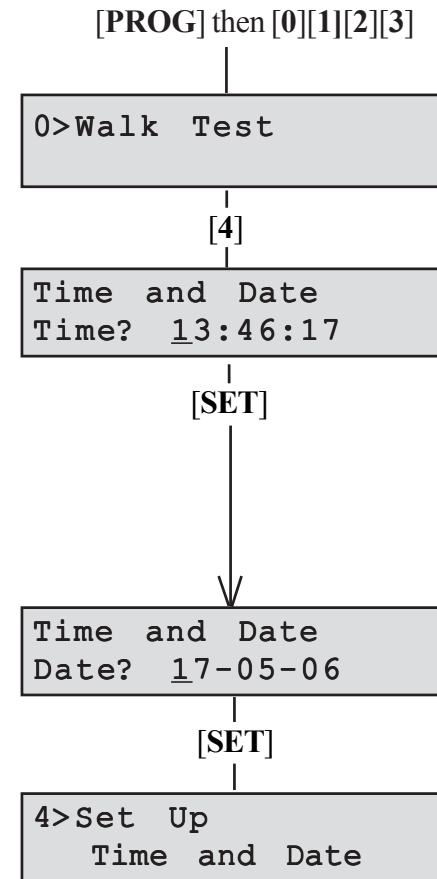 [PROG] then [0][1][2][3]
0>Walk Test
[4]
Time and Date
Time? 13:46:17
[SET]
Time and Date
Date? 17-05-06
[SET]
4>Set Up
Time and Date